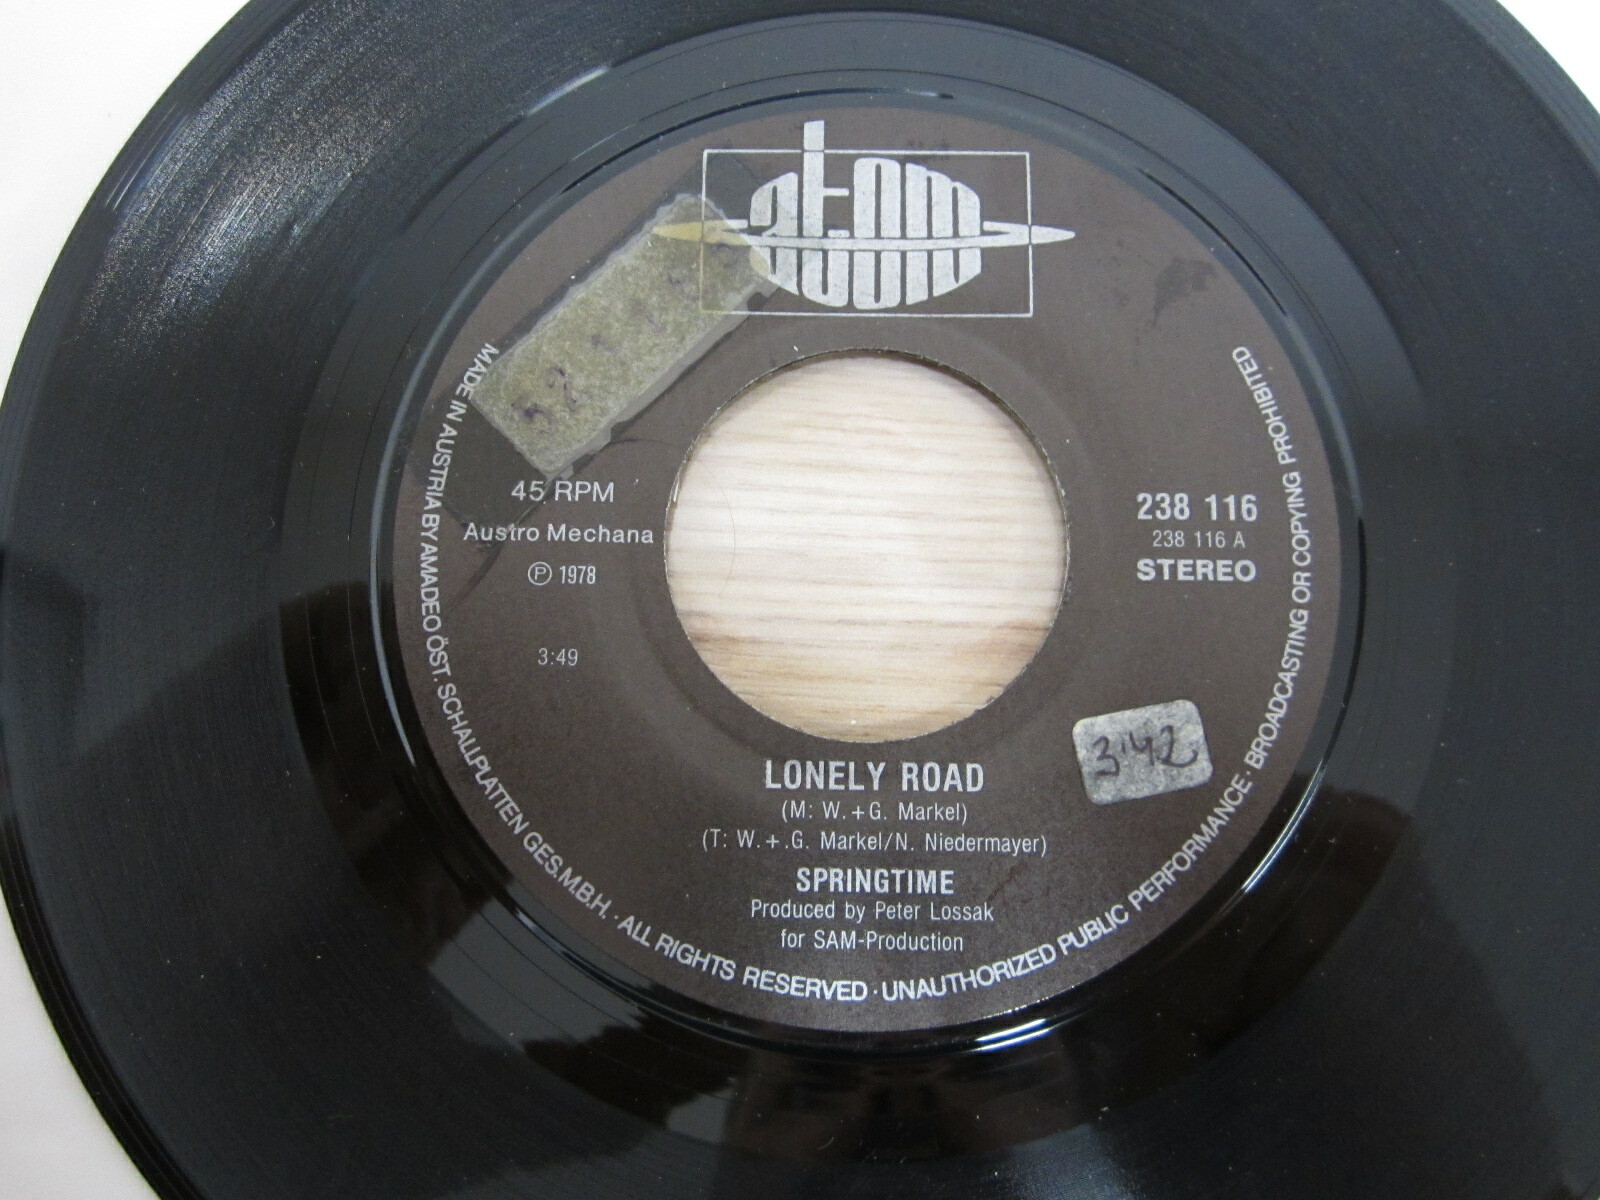 atom
45 RPM
Austro Mechana
℗ 1978
3:49
238 116
238 116 A
STEREO
3'42
LONELY ROAD
(M: W. + G. Markel)
(T: W. +.G. Markel/N. Niedermayer)
SPRINGTIME
Produced by Peter Lossak
for SAM-Production
MADE IN AUSTRIA BY AMADEO ÖST. SCHALLPLATTEN GES.M.B.H. · ALL RIGHTS RESERVED · UNAUTHORIZED PUBLIC PERFORMANCE · BROADCASTING OR COPYING PROHIBITED